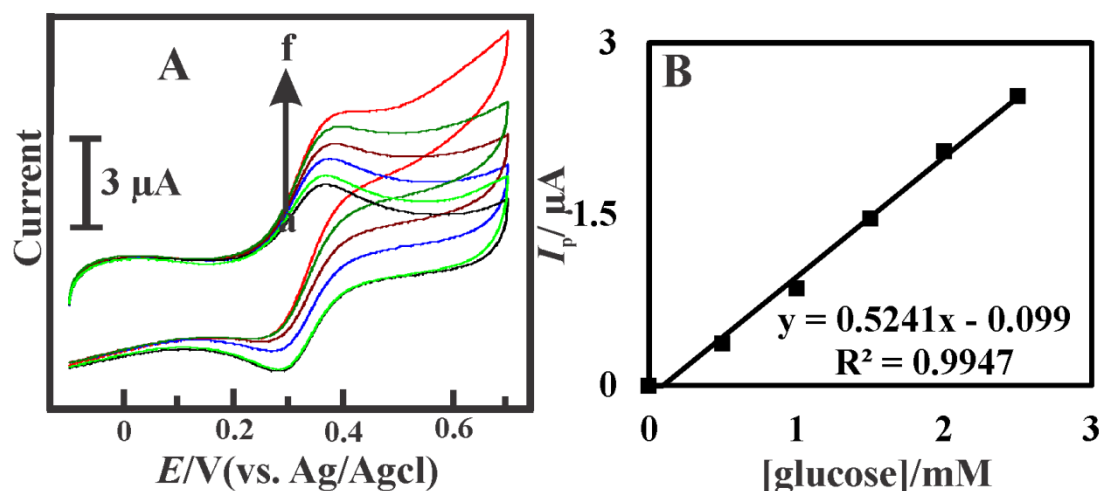 A
f
a
3 μA
Current
0
0.2
0.4
0.6
E/V(vs. Ag/Agcl)
B
3
1.5
0
Ip/ μA
y = 0.5241x - 0.099
R² = 0.9947
0
1
2
3
[glucose]/mM